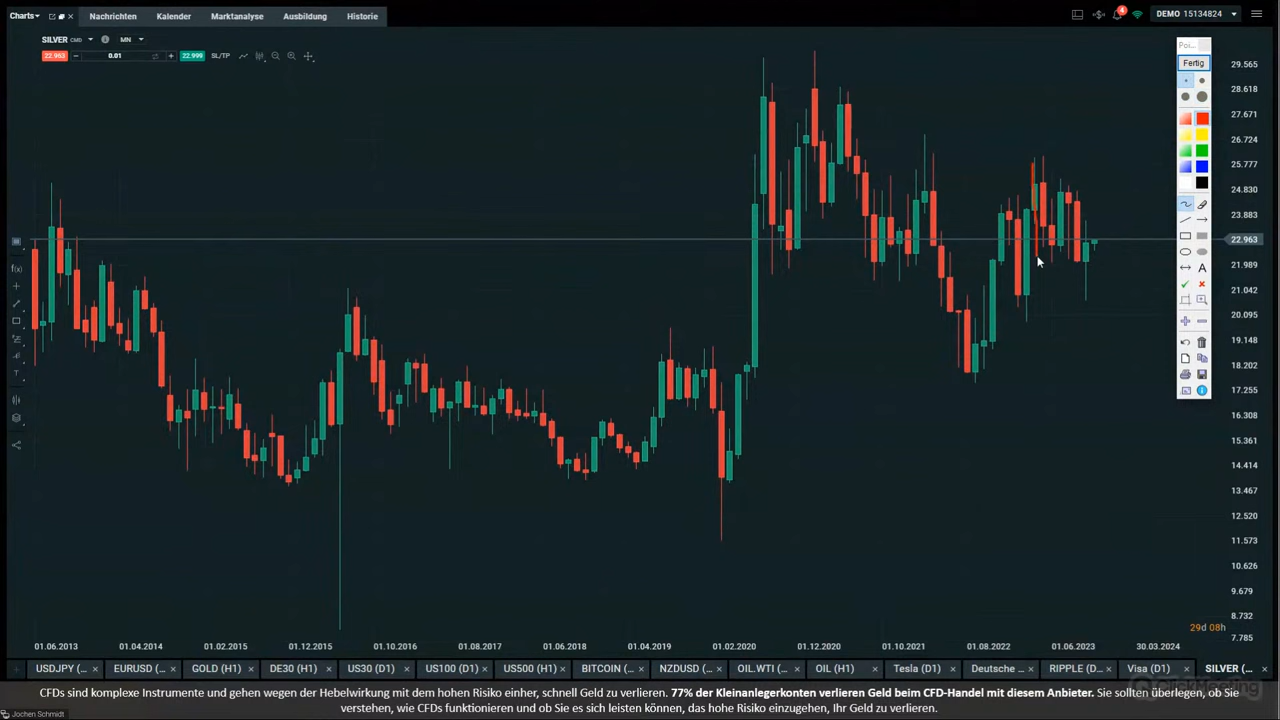 Charts
Nachrichten
Kalender
Marktanalyse
Ausbildung
Historie
4
DEMO 15134824
SILVER CMD
MN
22.963
0.01
22.999
SL/TP
Fertig
A
29.565
28.618
27.671
26.724
25.777
24.830
23.883
22.963
21.989
21.042
20.095
19.148
18.202
17.255
16.308
15.361
14.414
13.467
12.520
11.573
10.626
9.679
8.732
7.785
29d 08h
01.06.2013
01.04.2014
01.02.2015
01.12.2015
01.10.2016
01.08.2017
01.06.2018
01.04.2019
01.02.2020
01.12.2020
01.10.2021
01.08.2022
01.06.2023
30.03.2024
USDJPY (...
EURUSD (...
GOLD (H1)
DE30 (H1)
US30 (D1)
US100 (D1)
US500 (H1)
BITCOIN (...
NZDUSD (...
OIL.WTI (...
OIL (H1)
Tesla (D1)
Deutsche ...
RIPPLE (D...
Visa (D1)
SILVER (...
CFDs sind komplexe Instrumente und gehen wegen der Hebelwirkung mit dem hohen Risiko einher, schnell Geld zu verlieren. 77% der Kleinanlegerkonten verlieren Geld beim CFD-Handel mit diesem Anbieter. Sie sollten überlegen, ob Sie
verstehen, wie CFDs funktionieren und ob Sie es sich leisten können, das hohe Risiko einzugehen, Ihr Geld zu verlieren.
ClickMeeting
Jochen Schmidt